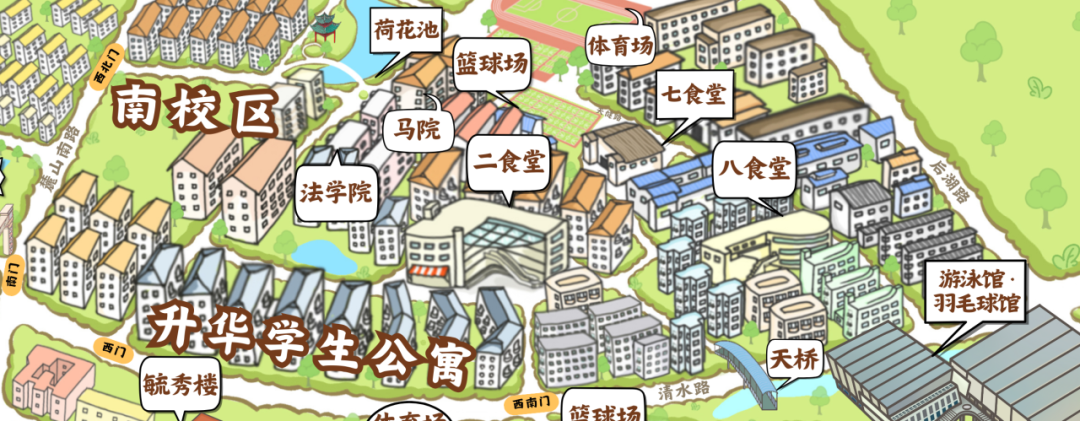 荷花池
体育场
西北门
篮球场
南校区
七食堂
马院
麓山南路
二食堂
八食堂
法学院
后湖路
南门
游泳馆·
羽毛球馆
升华学生公寓
西门
天桥
毓秀楼
清水路
西南门
体育场
篮球场